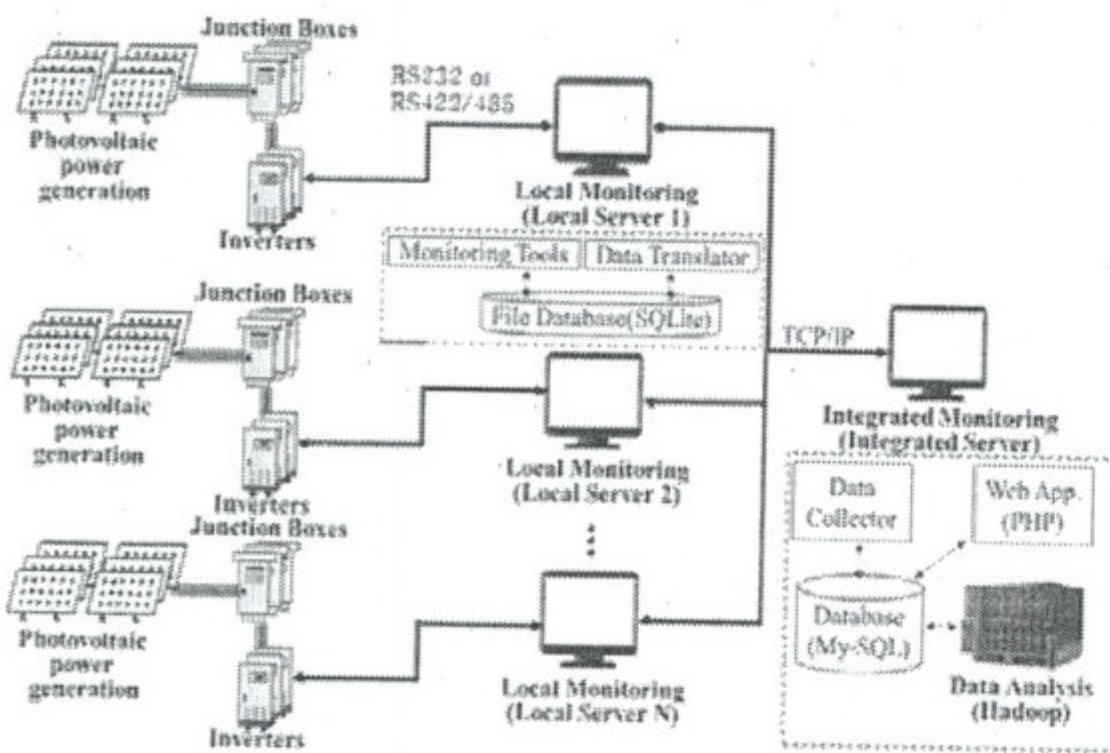 Junction Boxes
Photovoltaic
power
generation
Inverters
RS232 or
RS422/485
Local Monitoring
(Local Server 1)
Monitoring Tools
Data Translator
File Database(SQLite)
Junction Boxes
Photovoltaic
power
generation
Inverters
Local Monitoring
(Local Server 2)
TCP/IP
Integrated Monitoring
(Integrated Server)
Data
Collector
Web App.
(PHP)
Database
(My-SQL)
Data Analysis
(Hadoop)
Junction Boxes
Photovoltraic
power
generation
Inverters
Local Monitoring
(Local Server N)